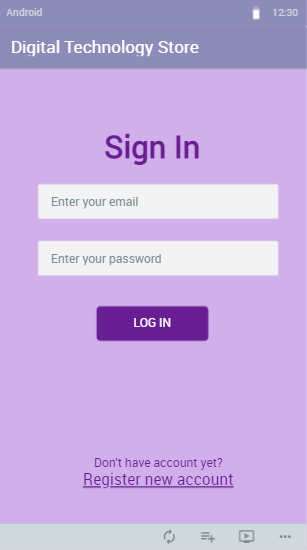 Android 12:30
Digital Technology Store
Sign In
Enter your email
Enter your password
LOG IN
Don't have account yet?
Register new account